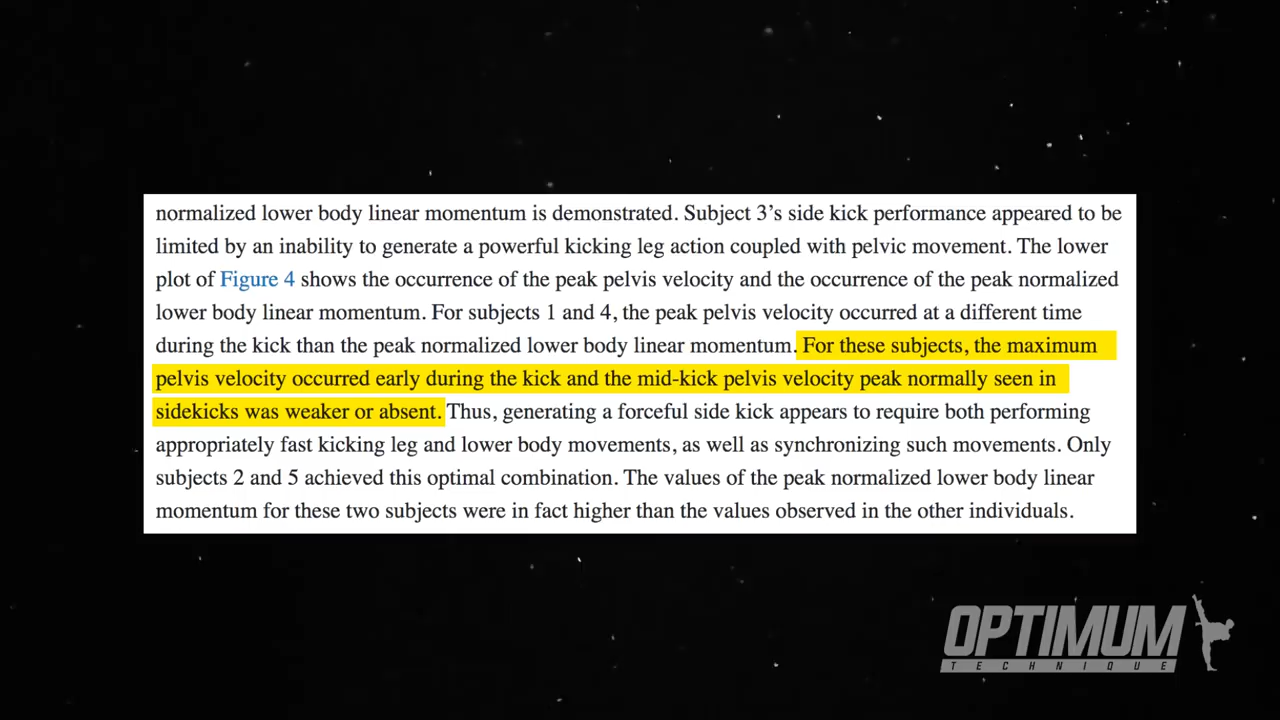 normalized lower body linear momentum is demonstrated. Subject 3’s side kick performance appeared to be
limited by an inability to generate a powerful kicking leg action coupled with pelvic movement. The lower
plot of Figure 4 shows the occurrence of the peak pelvis velocity and the occurrence of the peak normalized
lower body linear momentum. For subjects 1 and 4, the peak pelvis velocity occurred at a different time
during the kick than the peak normalized lower body linear momentum. For these subjects, the maximum
pelvis velocity occurred early during the kick and the mid-kick pelvis velocity peak normally seen in
sidekicks was weaker or absent. Thus, generating a forceful side kick appears to require both performing
appropriately fast kicking leg and lower body movements, as well as synchronizing such movements. Only
subjects 2 and 5 achieved this optimal combination. The values of the peak normalized lower body linear
momentum for these two subjects were in fact higher than the values observed in the other individuals.
OPTIMUM
TECHNIQUE